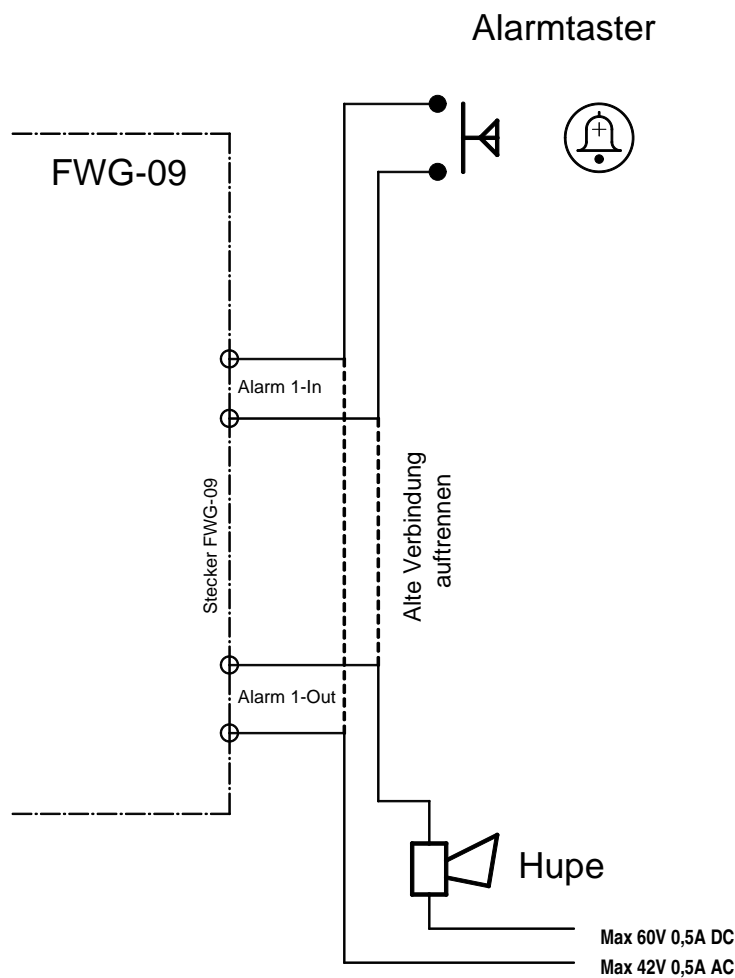 Alarmtaster
FWG-09
Alarm 1-In
Stecker FWG-09
Alte Verbindung
auftrennen
Alarm 1-Out
Hupe
Max 60V 0,5A DC
Max 42V 0,5A AC